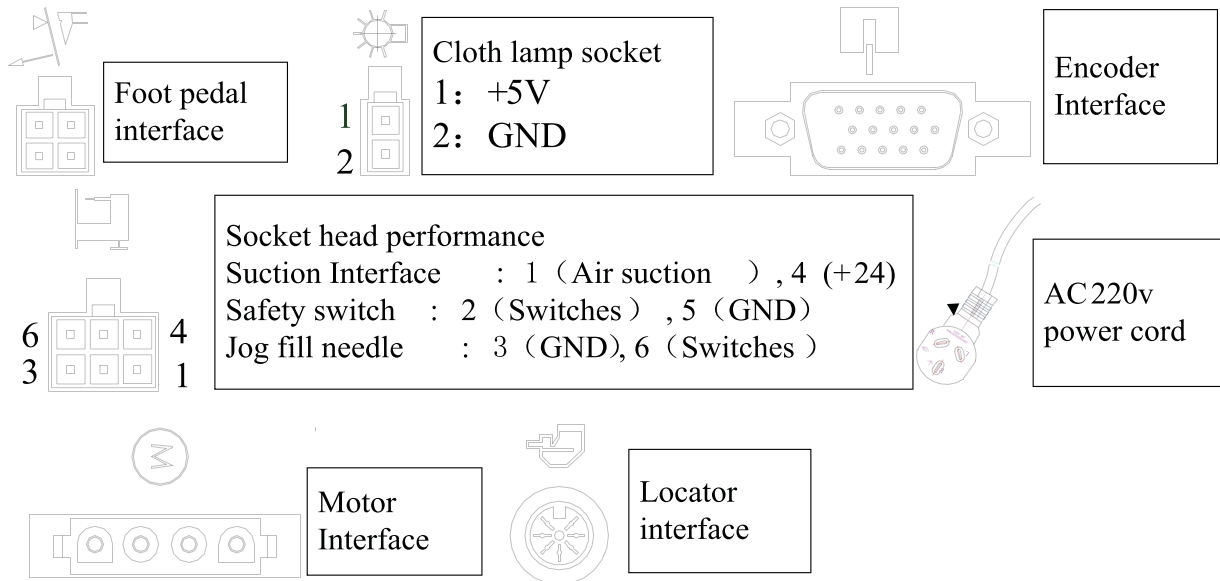 Foot pedal
interface
1
2
Cloth lamp socket
1： +5V
2： GND
Encoder
Interface
Socket head performance
Suction Interface : 1（Air suction ）, 4 (+24)
Safety switch : 2（Switches）, 5（GND）
Jog fill needle : 3（GND）, 6（Switches）
6
4
3
1
AC220v
power cord
M
Motor
Interface
Locator
interface